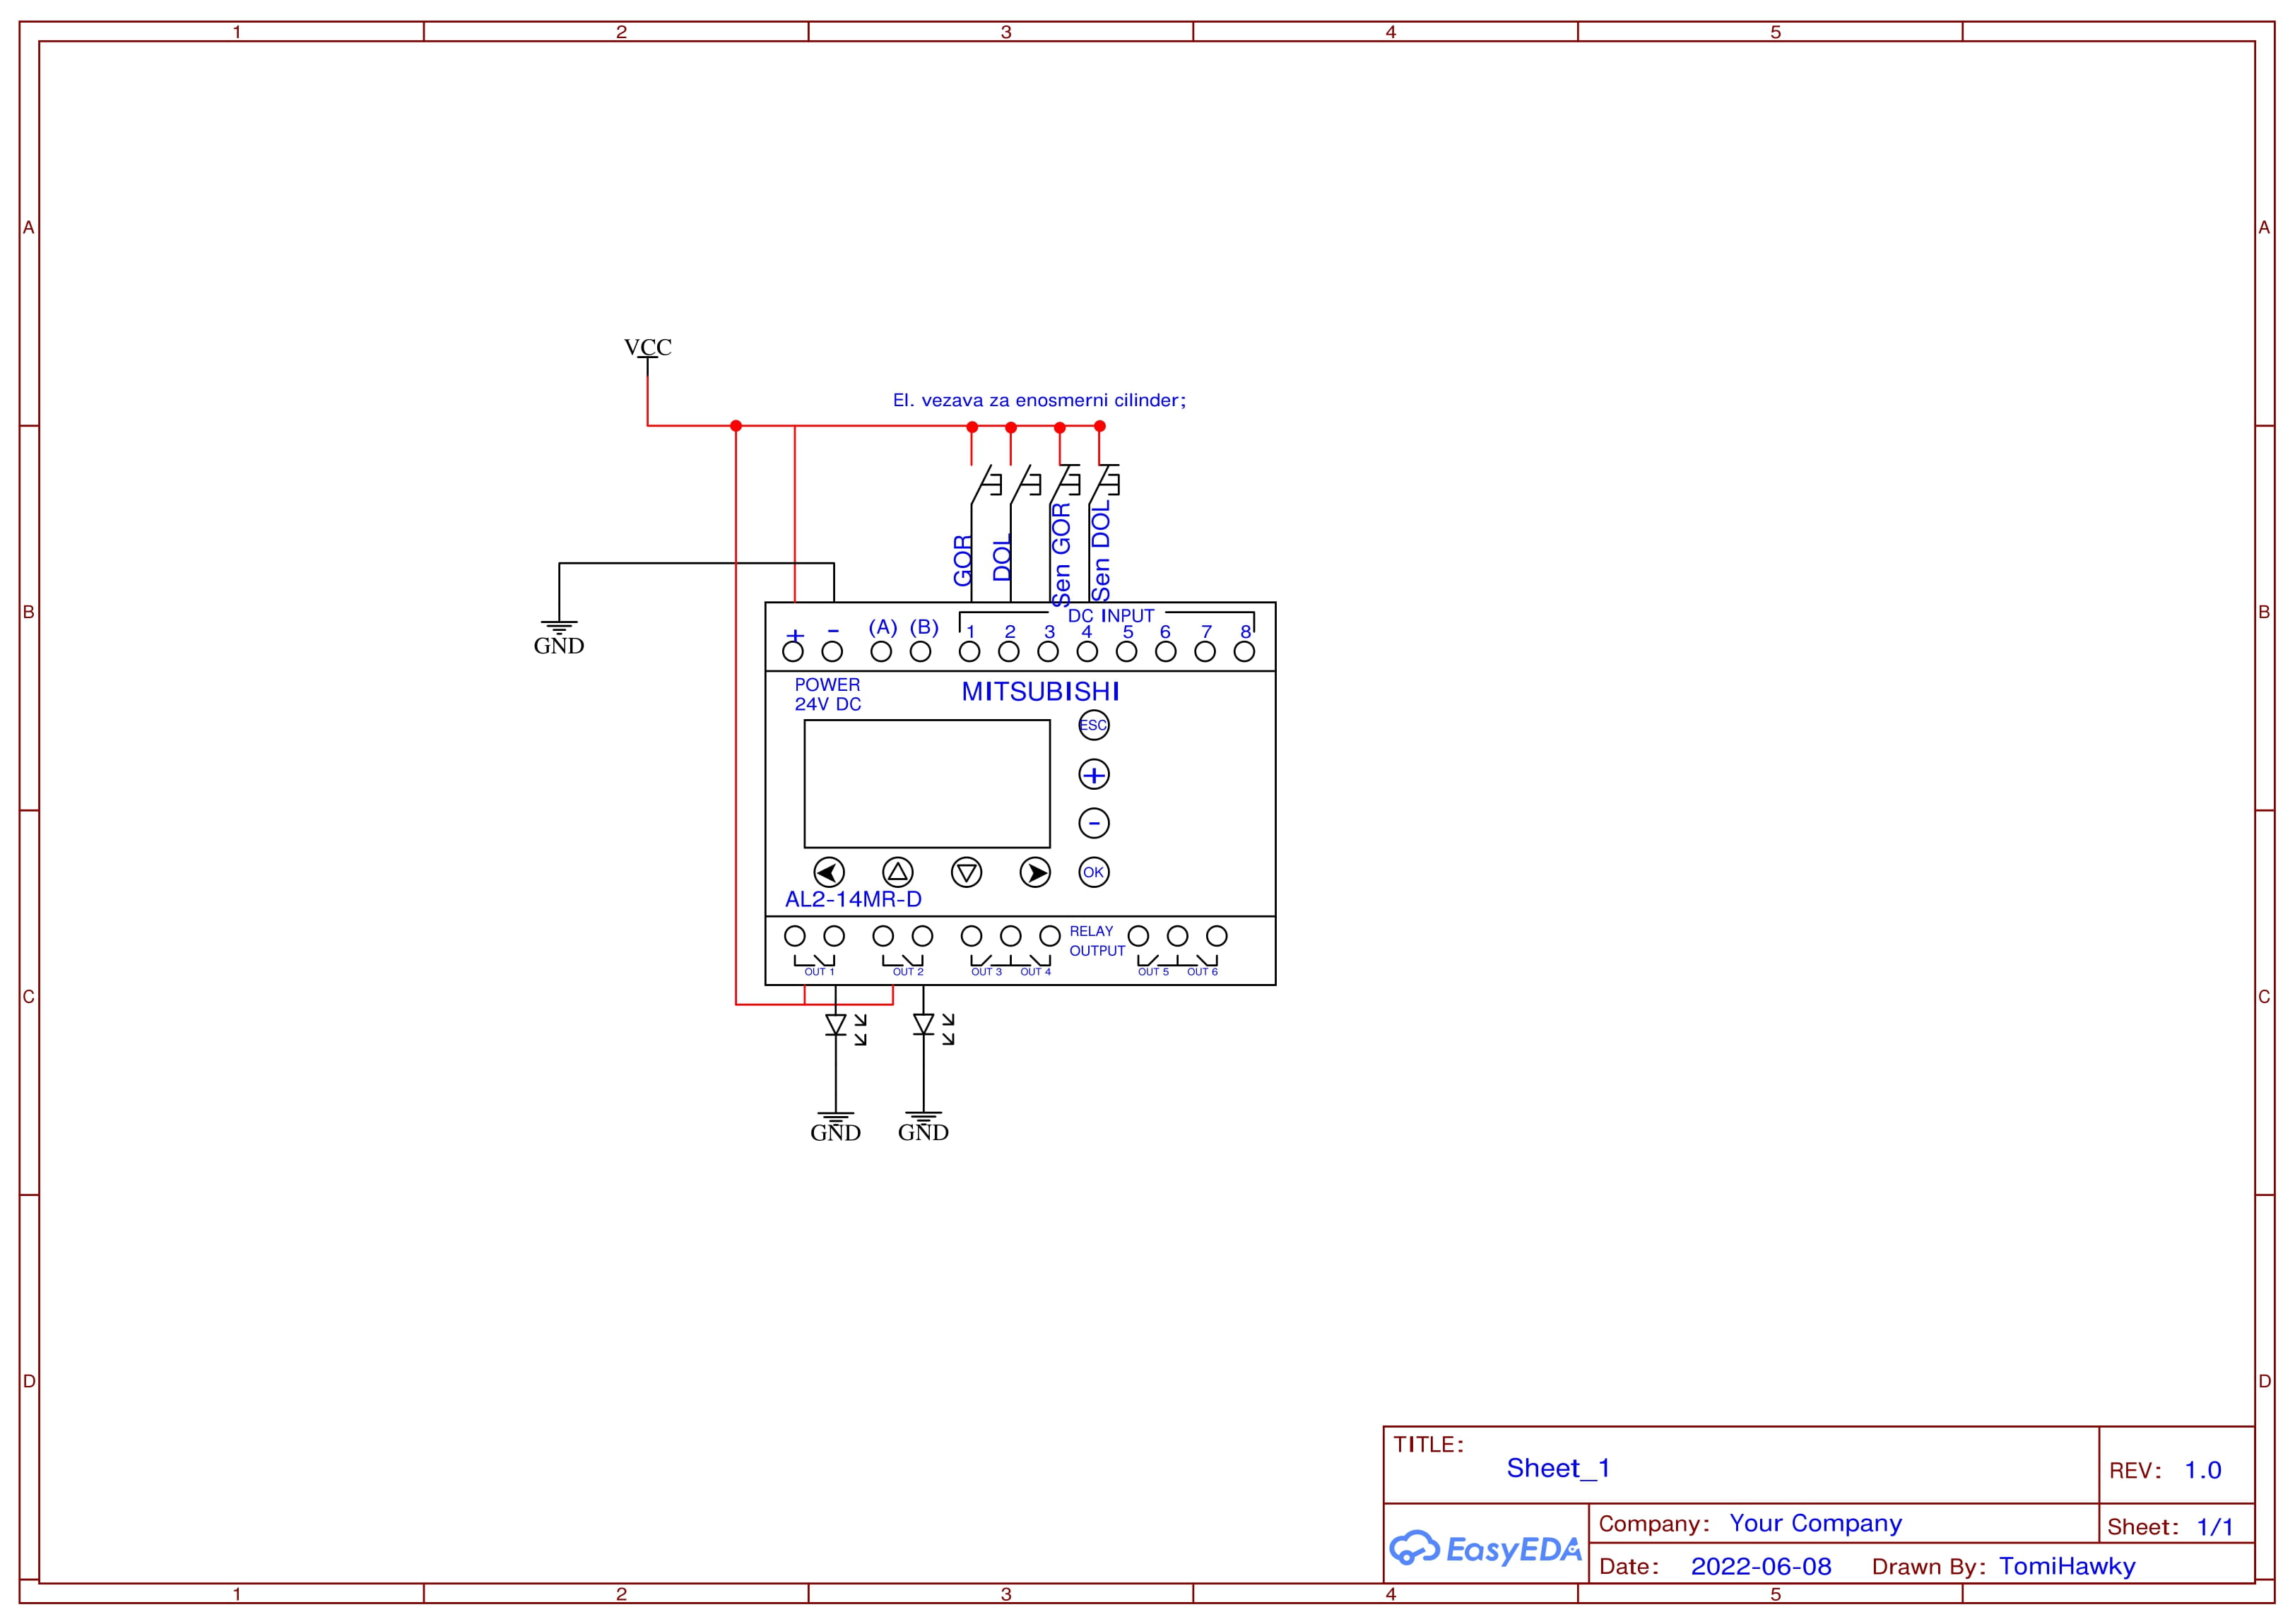 1 2 3 4 5
A A
VCC
El. vezava za enosmerni cilinder;
GOR
DOL
Sen GOR
Sen DOL
B B
GND
+ - (A) (B) DC INPUT
1 2 3 4 5 6 7 8
POWER
24V DC
MITSUBISHI
ESC
+
-
OK
AL2-14MR-D
RELAY
OUTPUT
OUT 1 OUT 2 OUT 3 OUT 4 OUT 5 OUT 6
C C
GND GND
D D
TITLE:
Sheet_1
REV: 1.0
EasyEDA
Company: Your Company
Sheet: 1/1
Date: 2022-06-08 Drawn By: TomiHawky
1 2 3 4 5